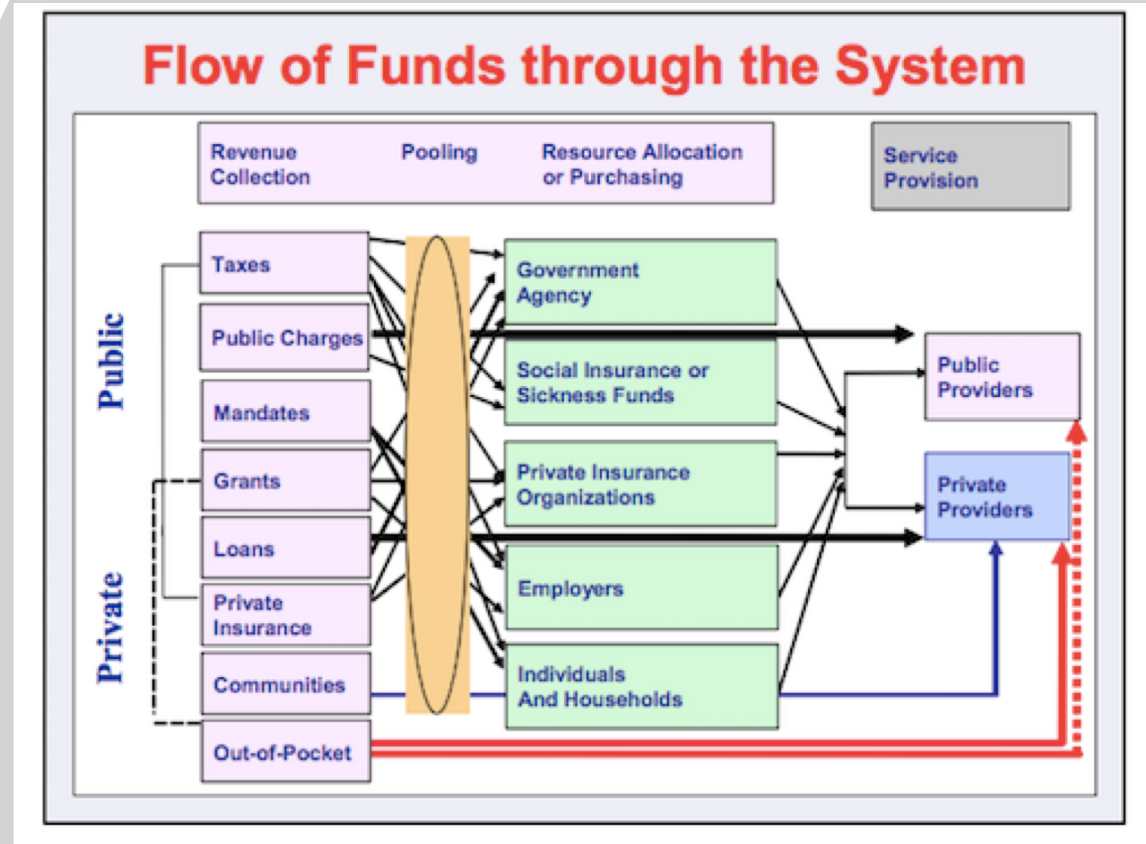 Flow of Funds through the System
Revenue
Collection
Pooling
Resource Allocation
or Purchasing
Service
Provision
Public
Private
Taxes
Public Charges
Mandates
Grants
Loans
Private
Insurance
Communities
Out-of-Pocket
Government
Agency
Social Insurance or
Sickness Funds
Private Insurance
Organizations
Employers
Individuals
And Households
Public
Providers
Private
Providers